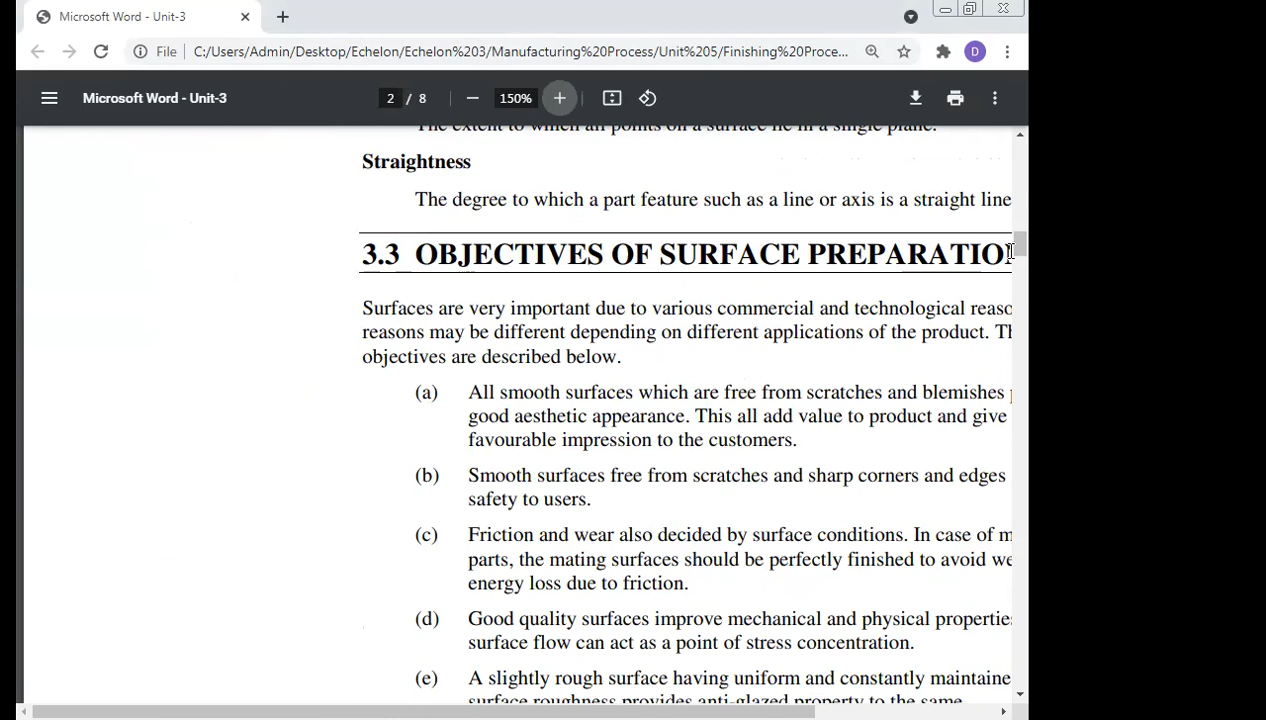 Microsoft Word - Unit-3
File C:/Users/Admin/Desktop/Echelon/Echelon%203/Manufacturing%20Process/Unit%205/Finishing%20Proce...
D
Microsoft Word - Unit-3 2 / 8 150%
The extent to which all points on a surface lie in a single plane.
Straightness
The degree to which a part feature such as a line or axis is a straight line
3.3 OBJECTIVES OF SURFACE PREPARATION
Surfaces are very important due to various commercial and technological reaso
reasons may be different depending on different applications of the product. Th
objectives are described below.
(a) All smooth surfaces which are free from scratches and blemishes
good aesthetic appearance. This all add value to product and give
favourable impression to the customers.
(b) Smooth surfaces free from scratches and sharp corners and edges
safety to users.
(c) Friction and wear also decided by surface conditions. In case of m
parts, the mating surfaces should be perfectly finished to avoid we
energy loss due to friction.
(d) Good quality surfaces improve mechanical and physical properties
surface flow can act as a point of stress concentration.
(e) A slightly rough surface having uniform and constantly maintaine
surface roughness provides anti-glazed property to the same.